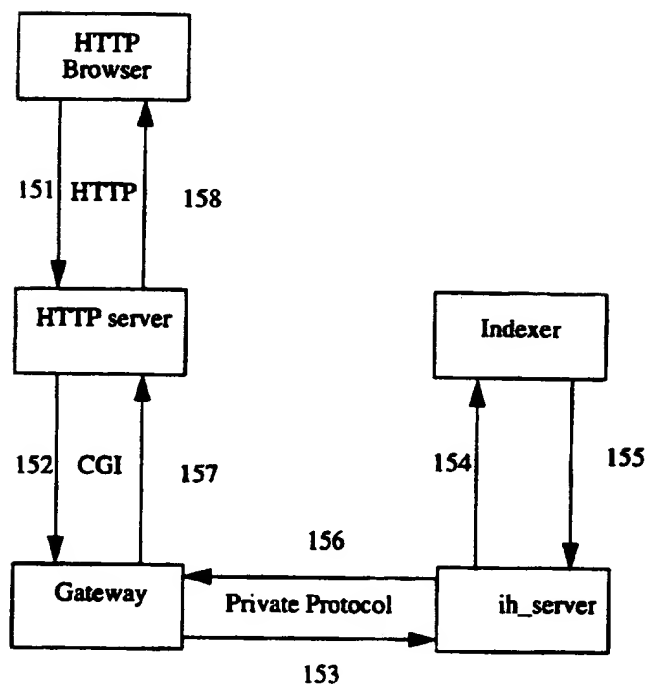 HTTP
Browser
151 HTTP 158
HTTP server
Indexer
152 CGI 157
154 155
156
Gateway
Private Protocol
ih_server
153